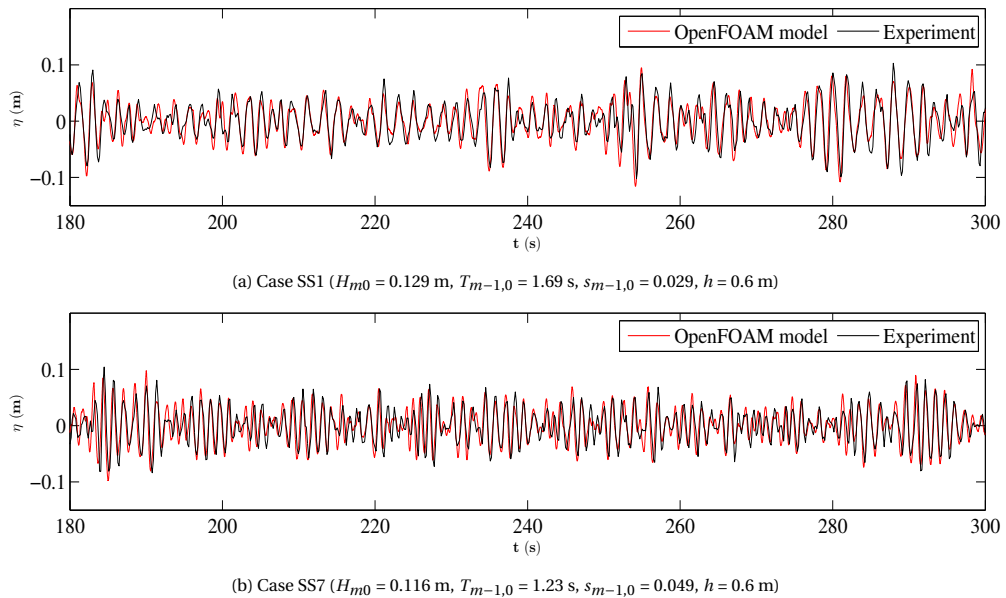 OpenFOAM model Experiment
0.1
η (m)
0
−0.1
180 200 220 240 260 280 300
t (s)
(a) Case SS1 (Hm0 = 0.129 m, Tm−1,0 = 1.69 s, sm−1,0 = 0.029, h = 0.6 m)
OpenFOAM model Experiment
0.1
η (m)
0
−0.1
180 200 220 240 260 280 300
t (s)
(b) Case SS7 (Hm0 = 0.116 m, Tm−1,0 = 1.23 s, sm−1,0 = 0.049, h = 0.6 m)